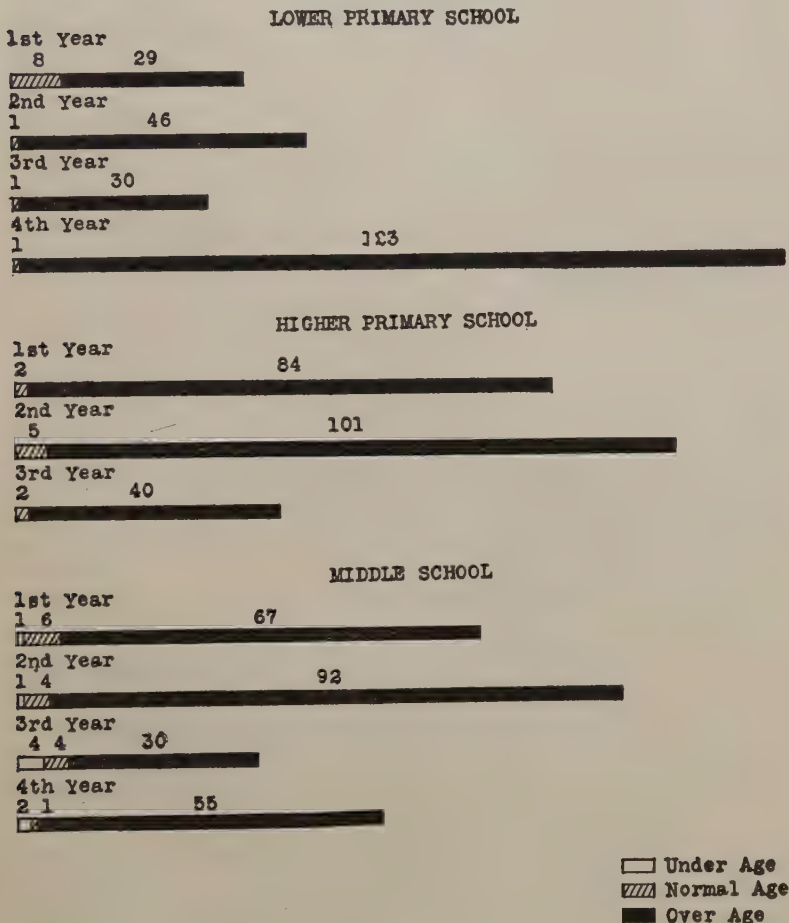 LOWER PRIMARY SCHOOL
1st Year
8 29
2nd Year
1 46
3rd Year
1 30
4th Year
1 123
HIGHER PRIMARY SCHOOL
1st Year
2 84
2nd Year
5 101
3rd Year
2 40
MIDDLE SCHOOL
1st Year
1 6 67
2nd Year
1 4 92
3rd Year
4 4 30
4th Year
2 1 55
Under Age
Normal Age
Over Age